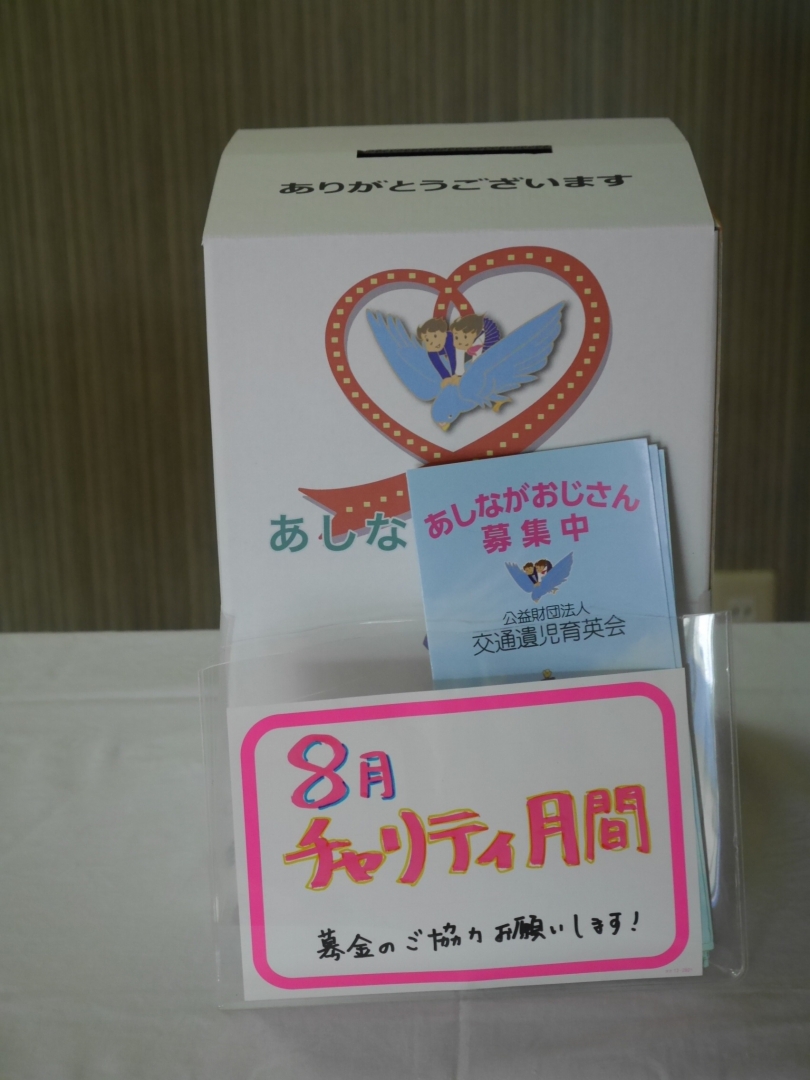 ありがとうございます
あしな
あしながおじさん
募集中
公益財団法人
交通遺児育英会
8月
チャリティ月間
募金のご協力お願いします!